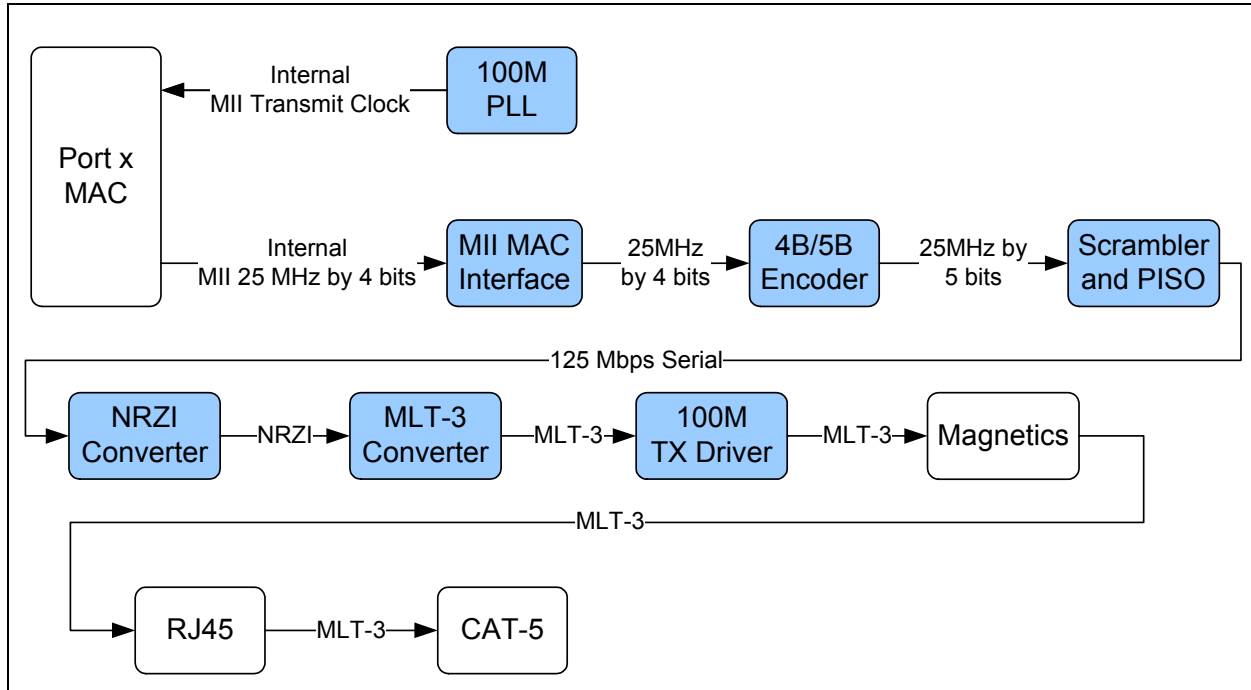 Internal
MII Transmit Clock
100M
PLL
Port x
MAC
Internal
MII 25 MHz by 4 bits
MII MAC
Interface
25MHz
by 4 bits
4B/5B
Encoder
25MHz by
5 bits
Scrambler
and PISO
125 Mbps Serial
NRZI
Converter
NRZI
MLT-3
Converter
MLT-3
100M
TX Driver
MLT-3
Magnetics
MLT-3
RJ45
MLT-3
CAT-5